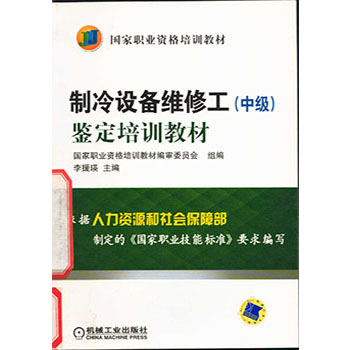 国家职业资格培训教材
制冷设备维修工(中级)
鉴定培训教材
国家职业资格培训教材编审委员会 组编
李援瑛 主编
依据人力资源和社会保障部
制定的《国家职业技能标准》要求编写
机械工业出版社
CHINA MACHINE PRESS